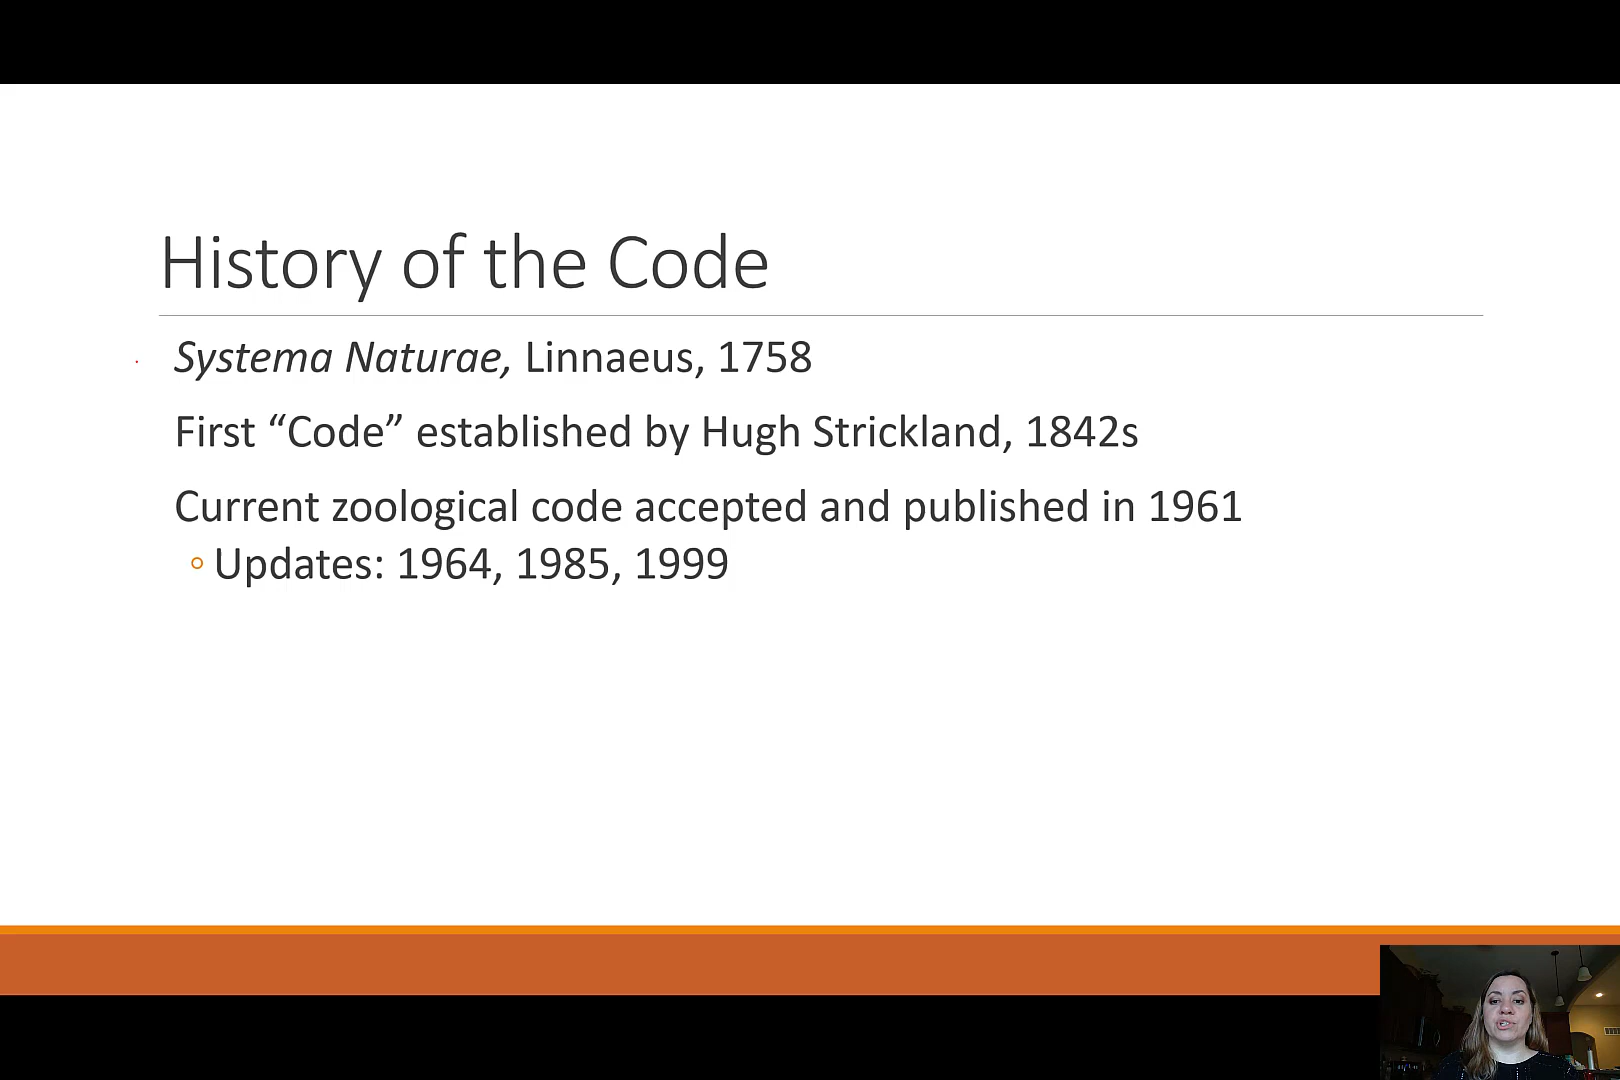 History of the Code
Systema Naturae, Linnaeus, 1758
First “Code” established by Hugh Strickland, 1842s
Current zoological code accepted and published in 1961
Updates: 1964, 1985, 1999